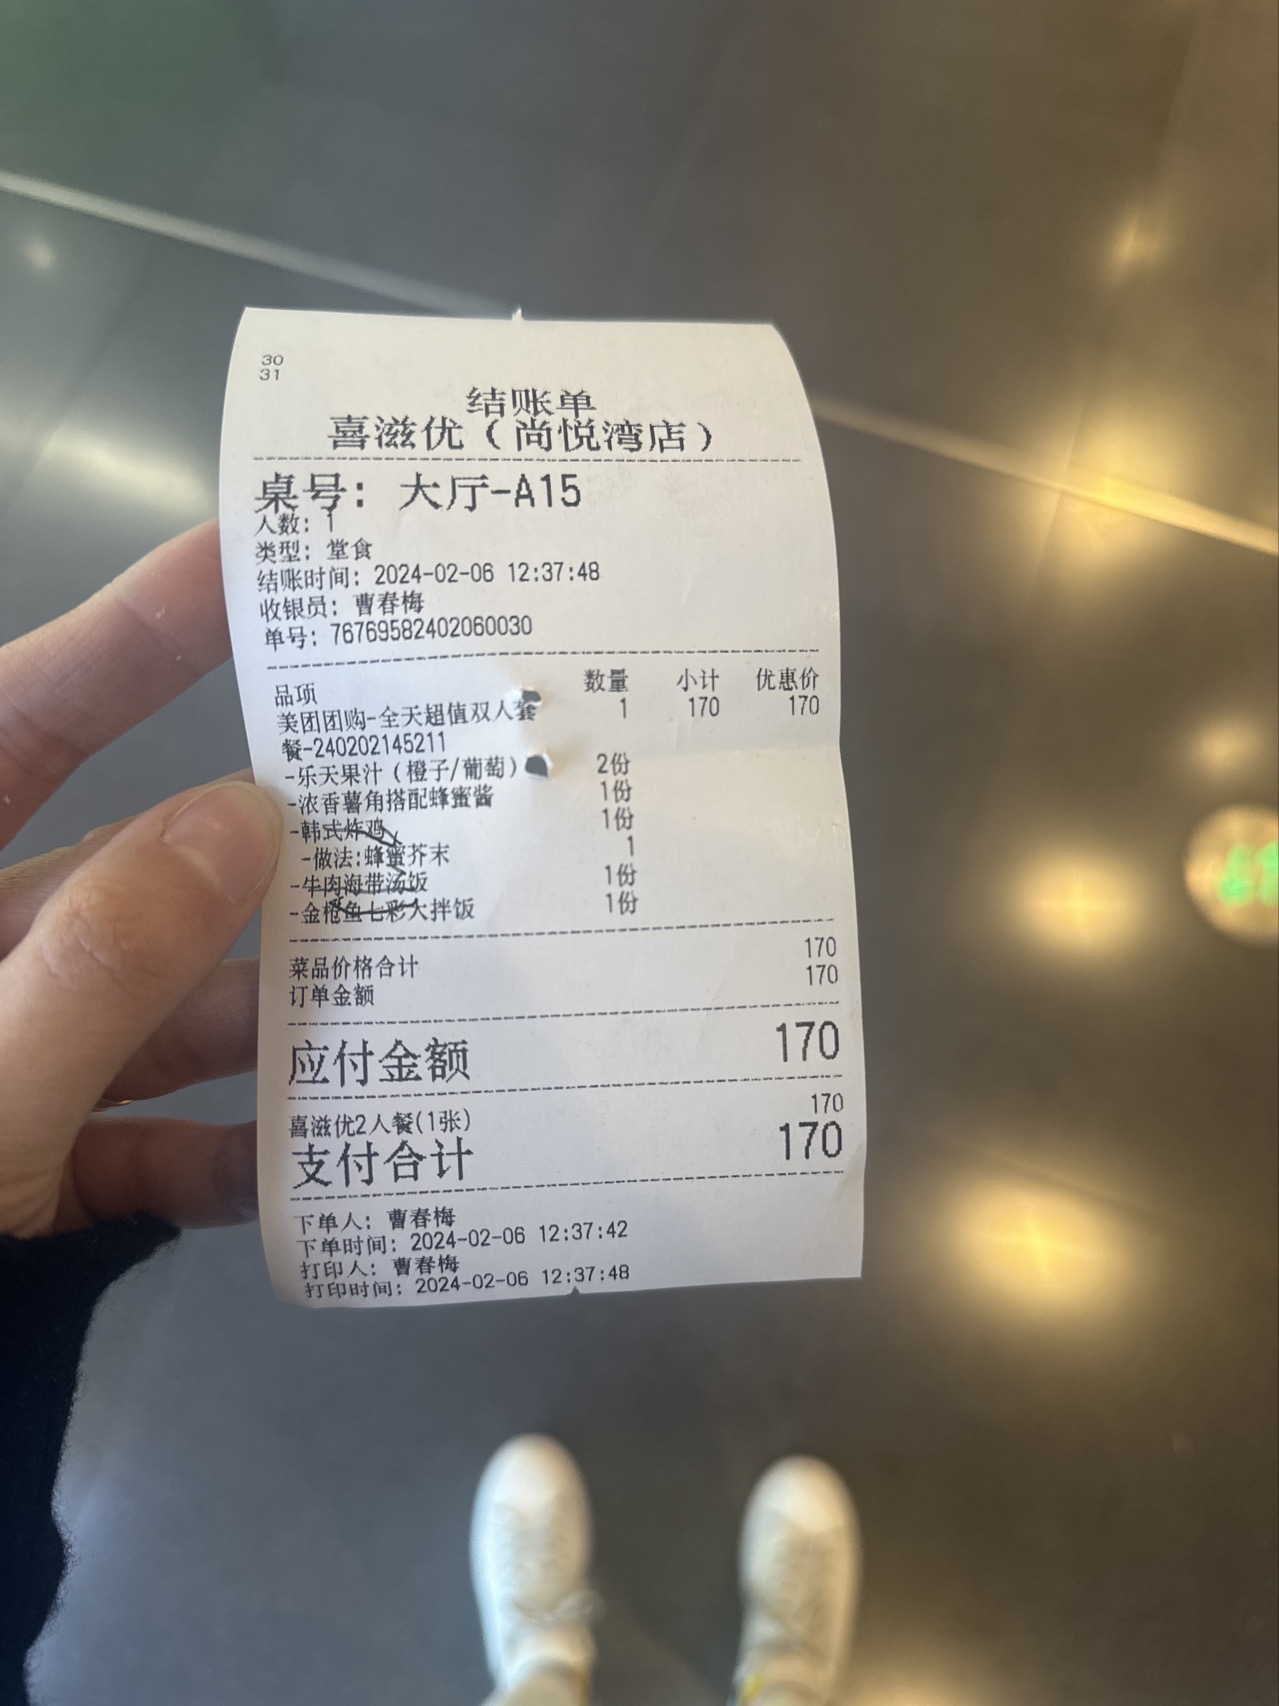 30
31
结账单
喜滋优（尚悦湾店）
桌号：大厅-A15
人数：1
类型：堂食
结账时间：2024-02-06 12:37:48
收银员：曹春梅
单号：76769582402060030
品项 数量 小计 优惠价
美团团购-全天超值双人套 1 170 170
餐-240202145211
-乐天果汁（橙子/葡萄） 2份
-浓香薯角搭配蜂蜜酱 1份
-韩式炸鸡 1份
-做法:蜂蜜芥末 1
-牛肉海带汤饭 1份
-金枪鱼七彩大拌饭 1份
菜品价格合计 170
订单金额 170
应付金额 170
喜滋优2人餐(1张) 170
支付合计 170
下单人：曹春梅
下单时间：2024-02-06 12:37:42
打印人：曹春梅
打印时间：2024-02-06 12:37:48